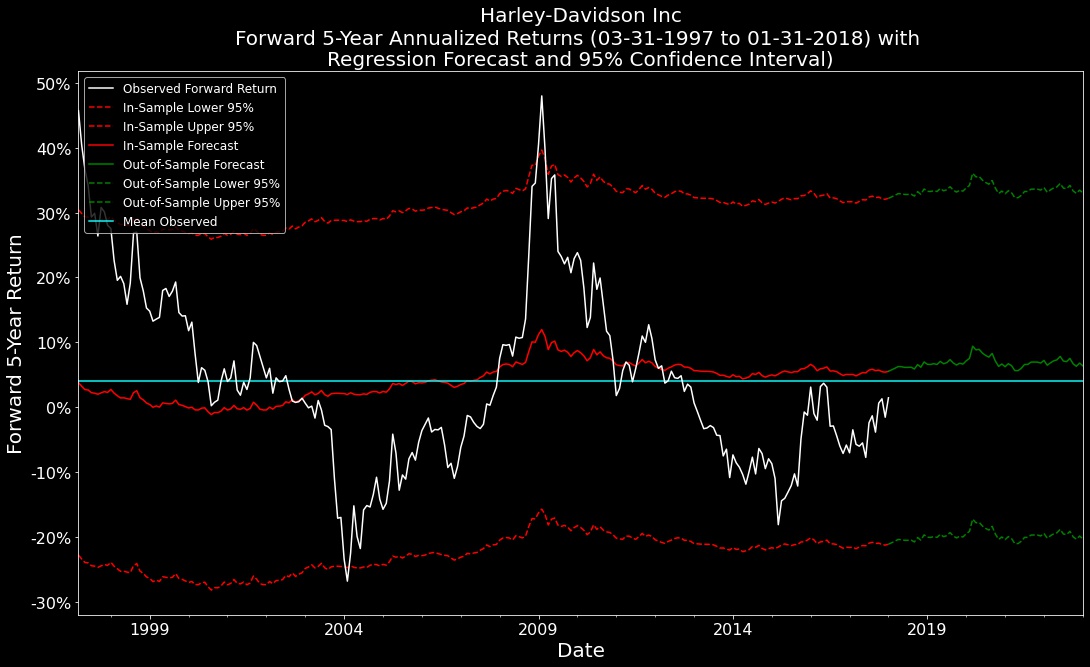 Harley-Davidson Inc
Forward 5-Year Annualized Returns (03-31-1997 to 01-31-2018) with
Regression Forecast and 95% Confidence Interval)
50%
40%
30%
20%
10%
0%
-10%
-20%
-30%
Forward 5-Year Return
Observed Forward Return
In-Sample Lower 95%
In-Sample Upper 95%
In-Sample Forecast
Out-of-Sample Forecast
Out-of-Sample Lower 95%
Out-of-Sample Upper 95%
Mean Observed
1999
2004
2009
2014
2019
Date